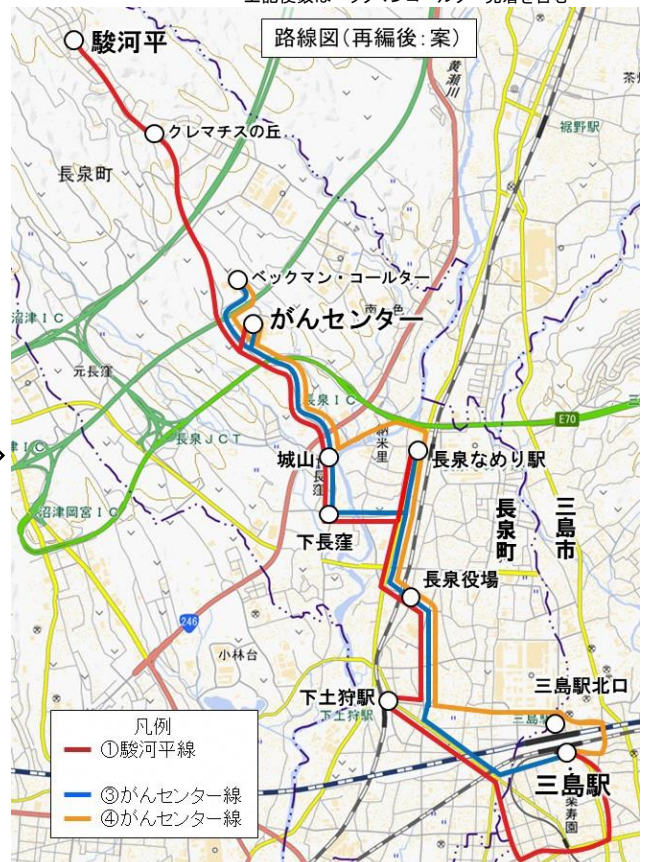 路線図(再編後:案)
駿河平
クレマチスの丘
長泉町
黄瀬川
裾野駅
ベックマン・コールター
がんセンター
沼津IC
元長窪
長泉IC
長泉JCT
E70
城山
納米里
長泉なめり駅
沼津岡宮IC
下長窪
長泉町
三島市
長泉役場
246
小林台
下土狩駅
下土狩駅
三島駅北口
三島駅
凡例
①駿河平線
③がんセンター線
④がんセンター線